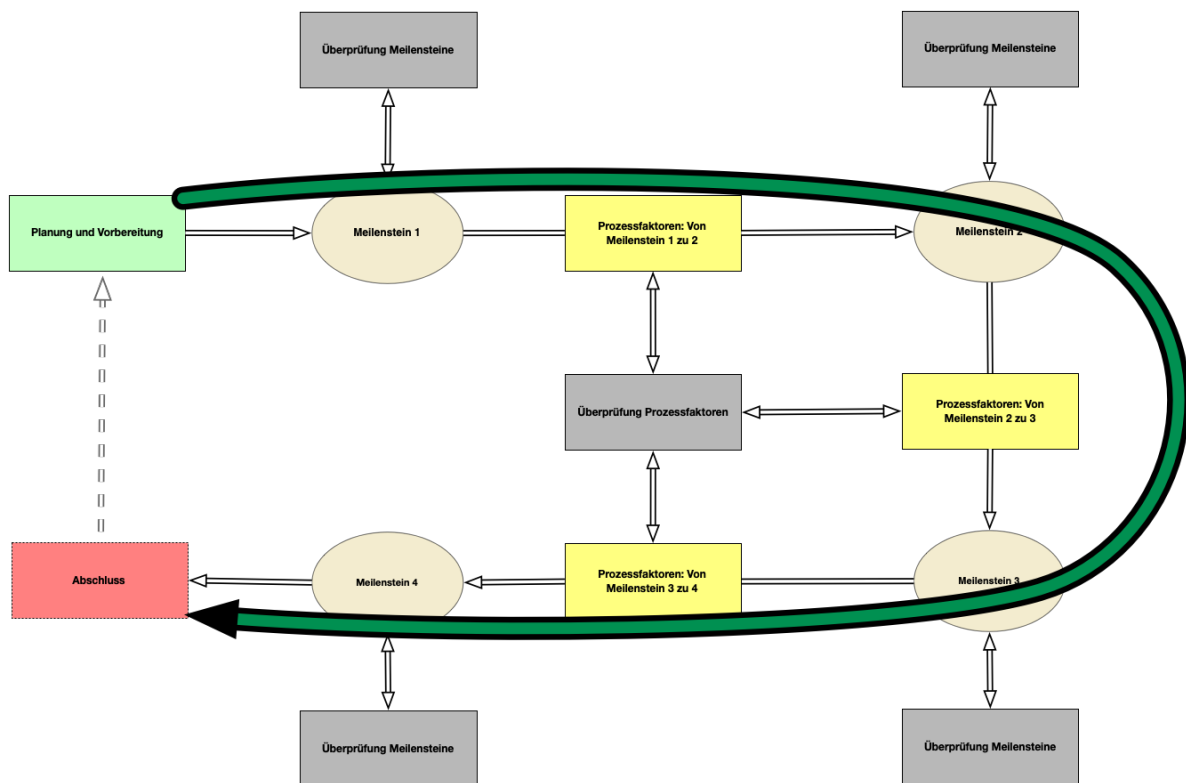 Überprüfung Meilensteine
Überprüfung Meilensteine
Planung und Vorbereitung
Meilenstein 1
Prozessfaktoren: Von
Meilenstein 1 zu 2
Meilenstein 2
Überprüfung Prozessfaktoren
Prozessfaktoren: Von
Meilenstein 2 zu 3
Abschluss
Meilenstein 4
Prozessfaktoren: Von
Meilenstein 3 zu 4
Meilenstein 3
Überprüfung Meilensteine
Überprüfung Meilensteine